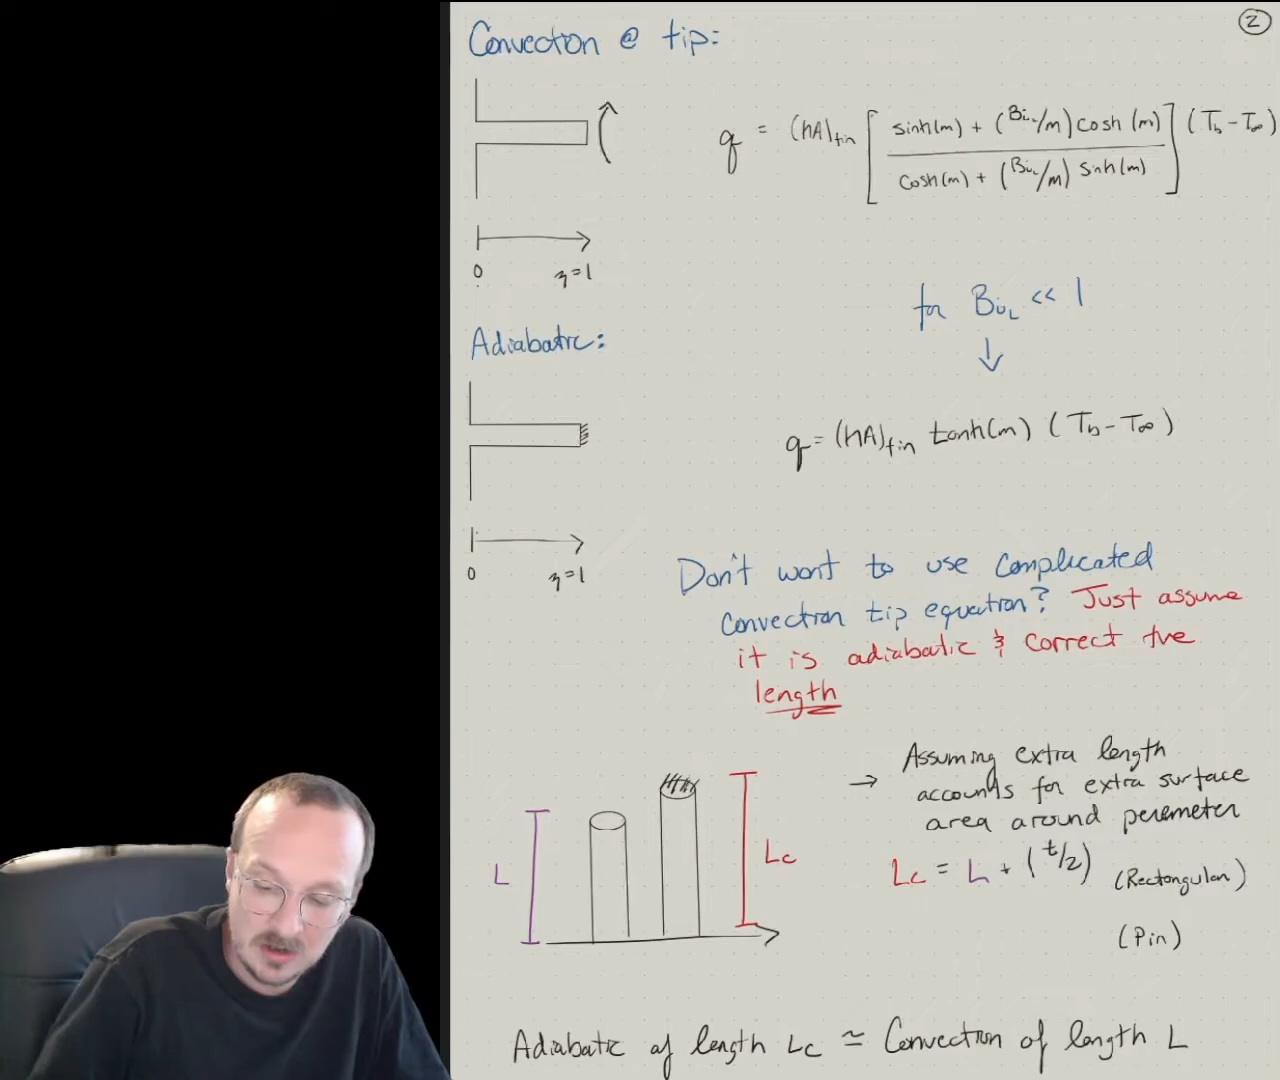 ②
Convection @ tip:
q = (hA)fin [ sinh(m) + (BiL/m) cosh(m) / cosh(m) + (BiL/m) sinh(m) ] (Tb - T∞)
0 η=1
for BiL << 1
↓
Adiabatic:
q = (hA)fin tanh(m) (Tb - T∞)
0 η=1
Don't want to use complicated
convection tip equation? Just assume
it is adiabatic & correct the
length
→ Assuming extra length
accounts for extra surface
area around peremeter
L Lc
Lc = L + (t/2) (Rectangular)
(Pin)
Adiabatic of length Lc ≃ Convection of length L